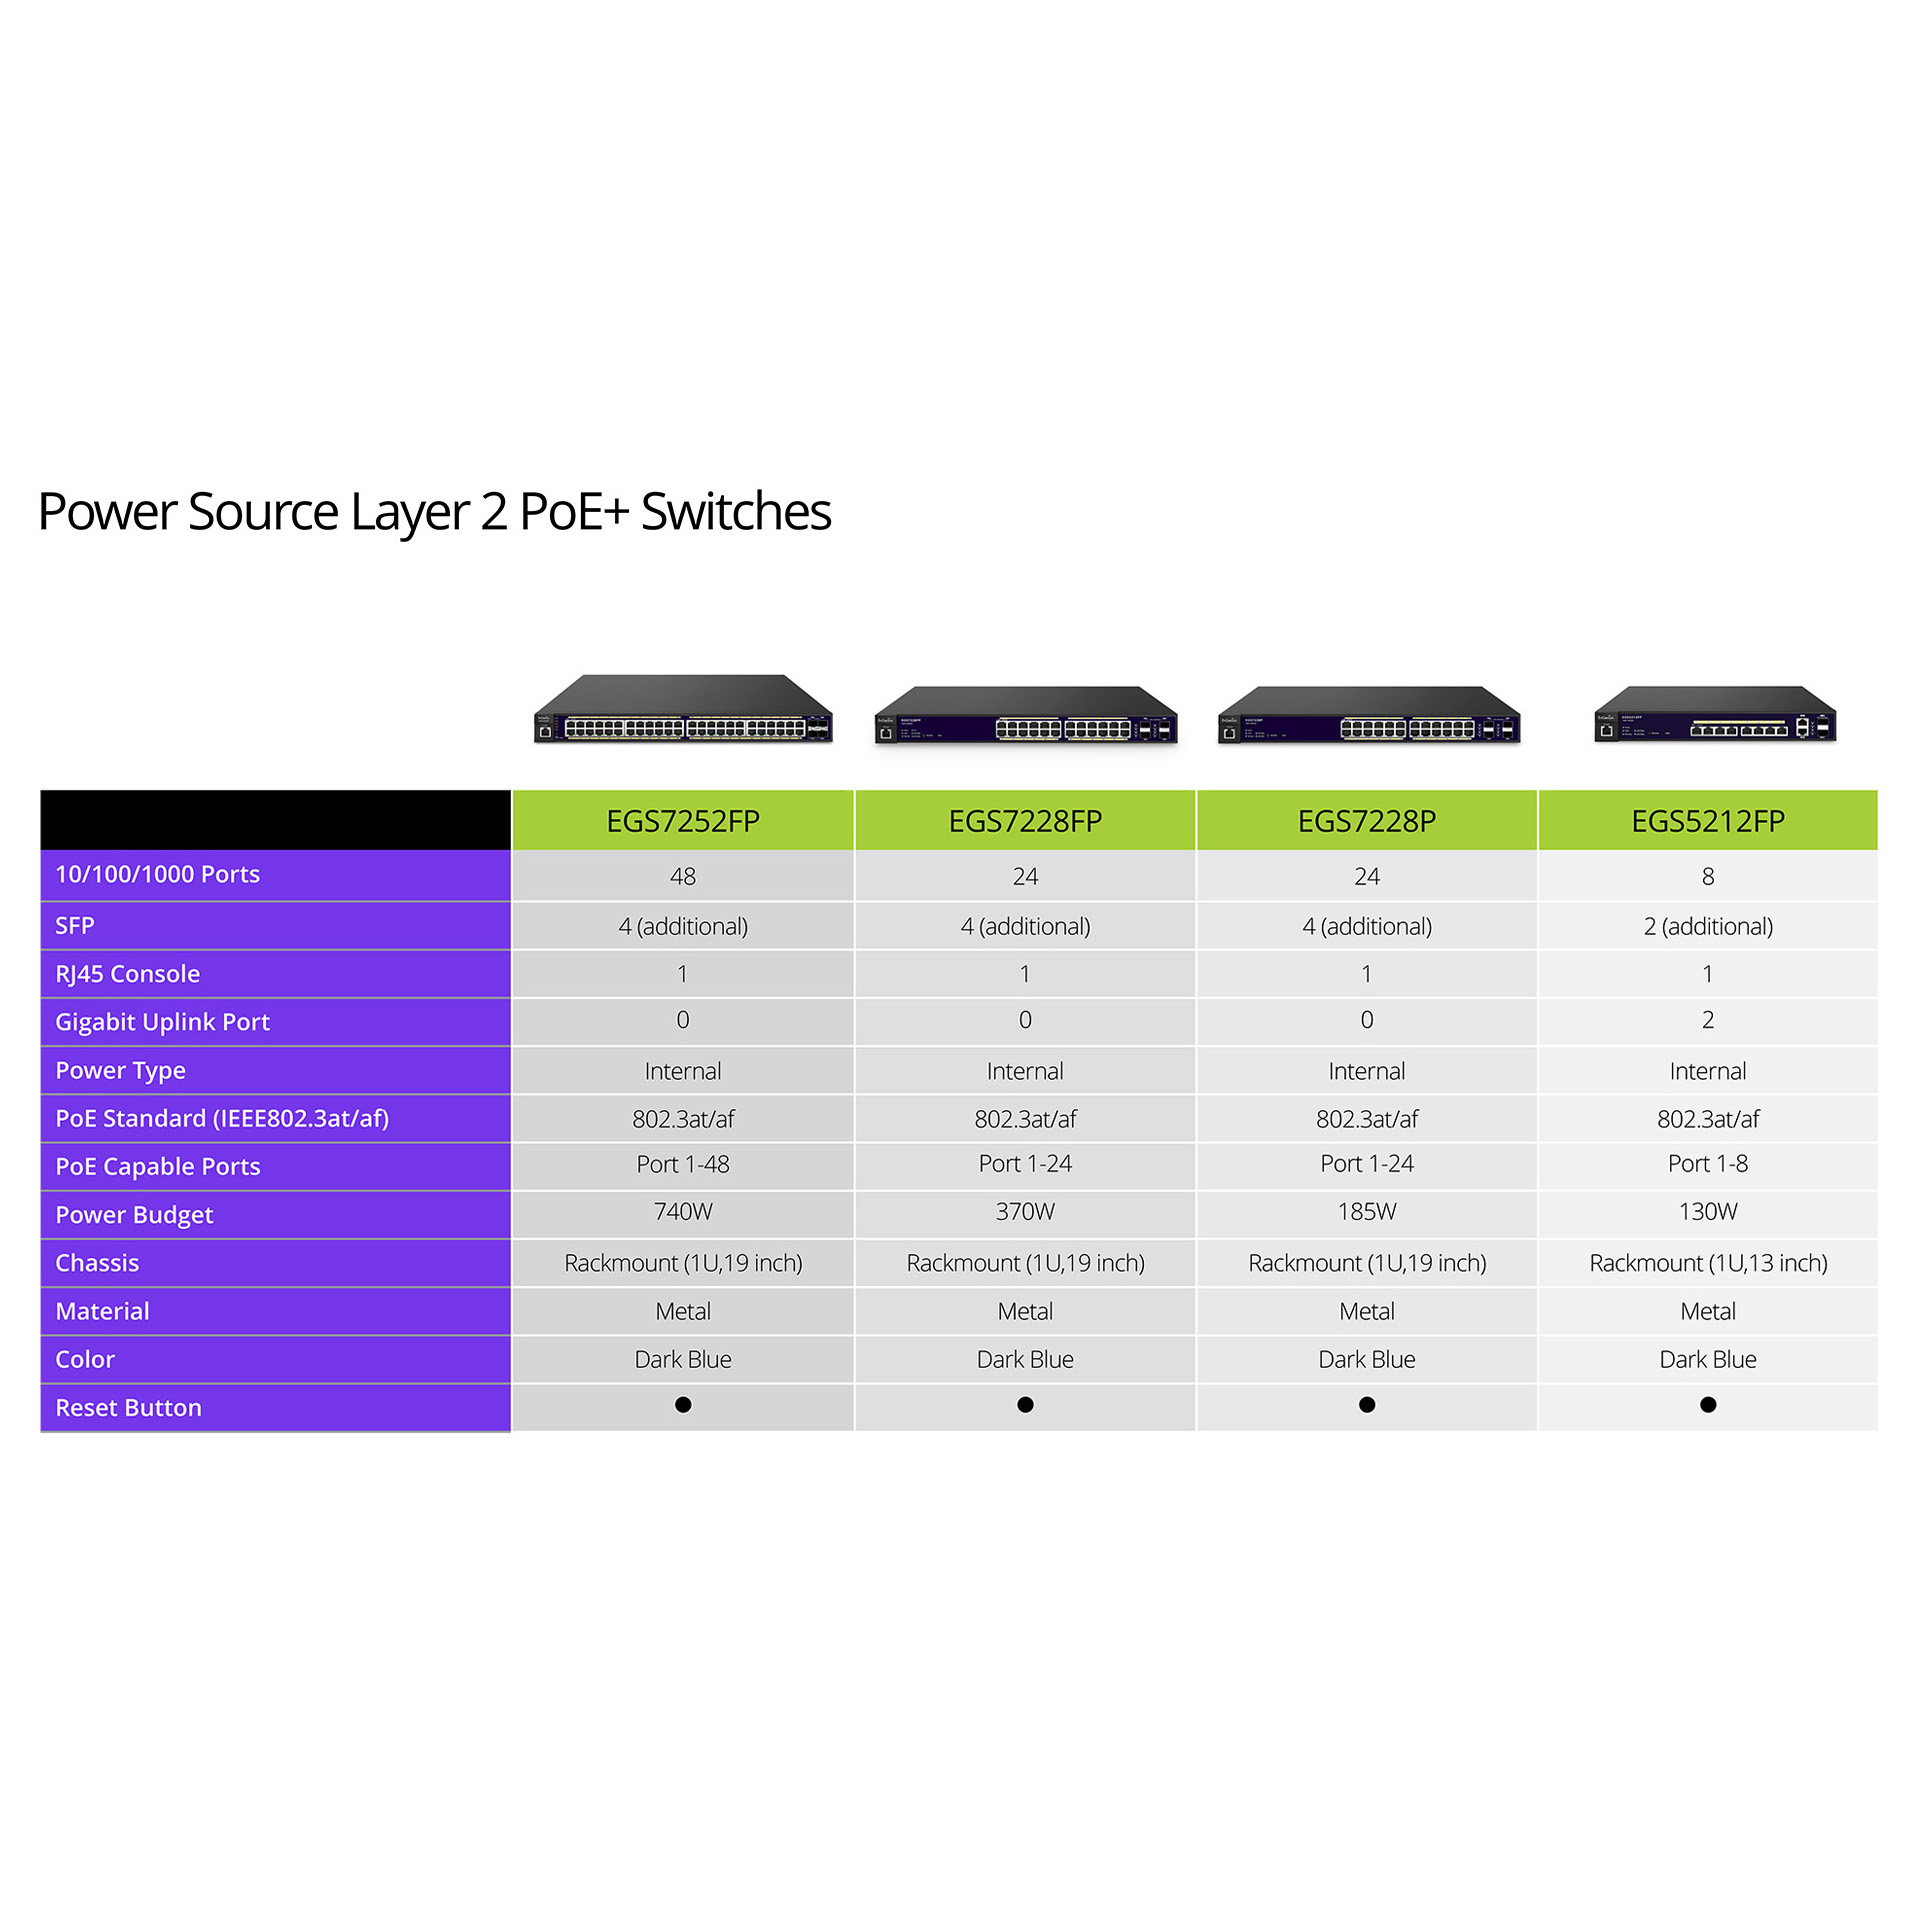 Power Source Layer 2 PoE+ Switches
EGS7252FP EGS7228FP EGS7228P EGS5212FP
10/100/1000 Ports 48 24 24 8
SFP 4 (additional) 4 (additional) 4 (additional) 2 (additional)
RJ45 Console 1 1 1 1
Gigabit Uplink Port 0 0 0 2
Power Type Internal Internal Internal Internal
PoE Standard (IEEE802.3at/af) 802.3at/af 802.3at/af 802.3at/af 802.3at/af
PoE Capable Ports Port 1-48 Port 1-24 Port 1-24 Port 1-8
Power Budget 740W 370W 185W 130W
Chassis Rackmount (1U,19 inch) Rackmount (1U,19 inch) Rackmount (1U,19 inch) Rackmount (1U,13 inch)
Material Metal Metal Metal Metal
Color Dark Blue Dark Blue Dark Blue Dark Blue
Reset Button ● ● ● ●